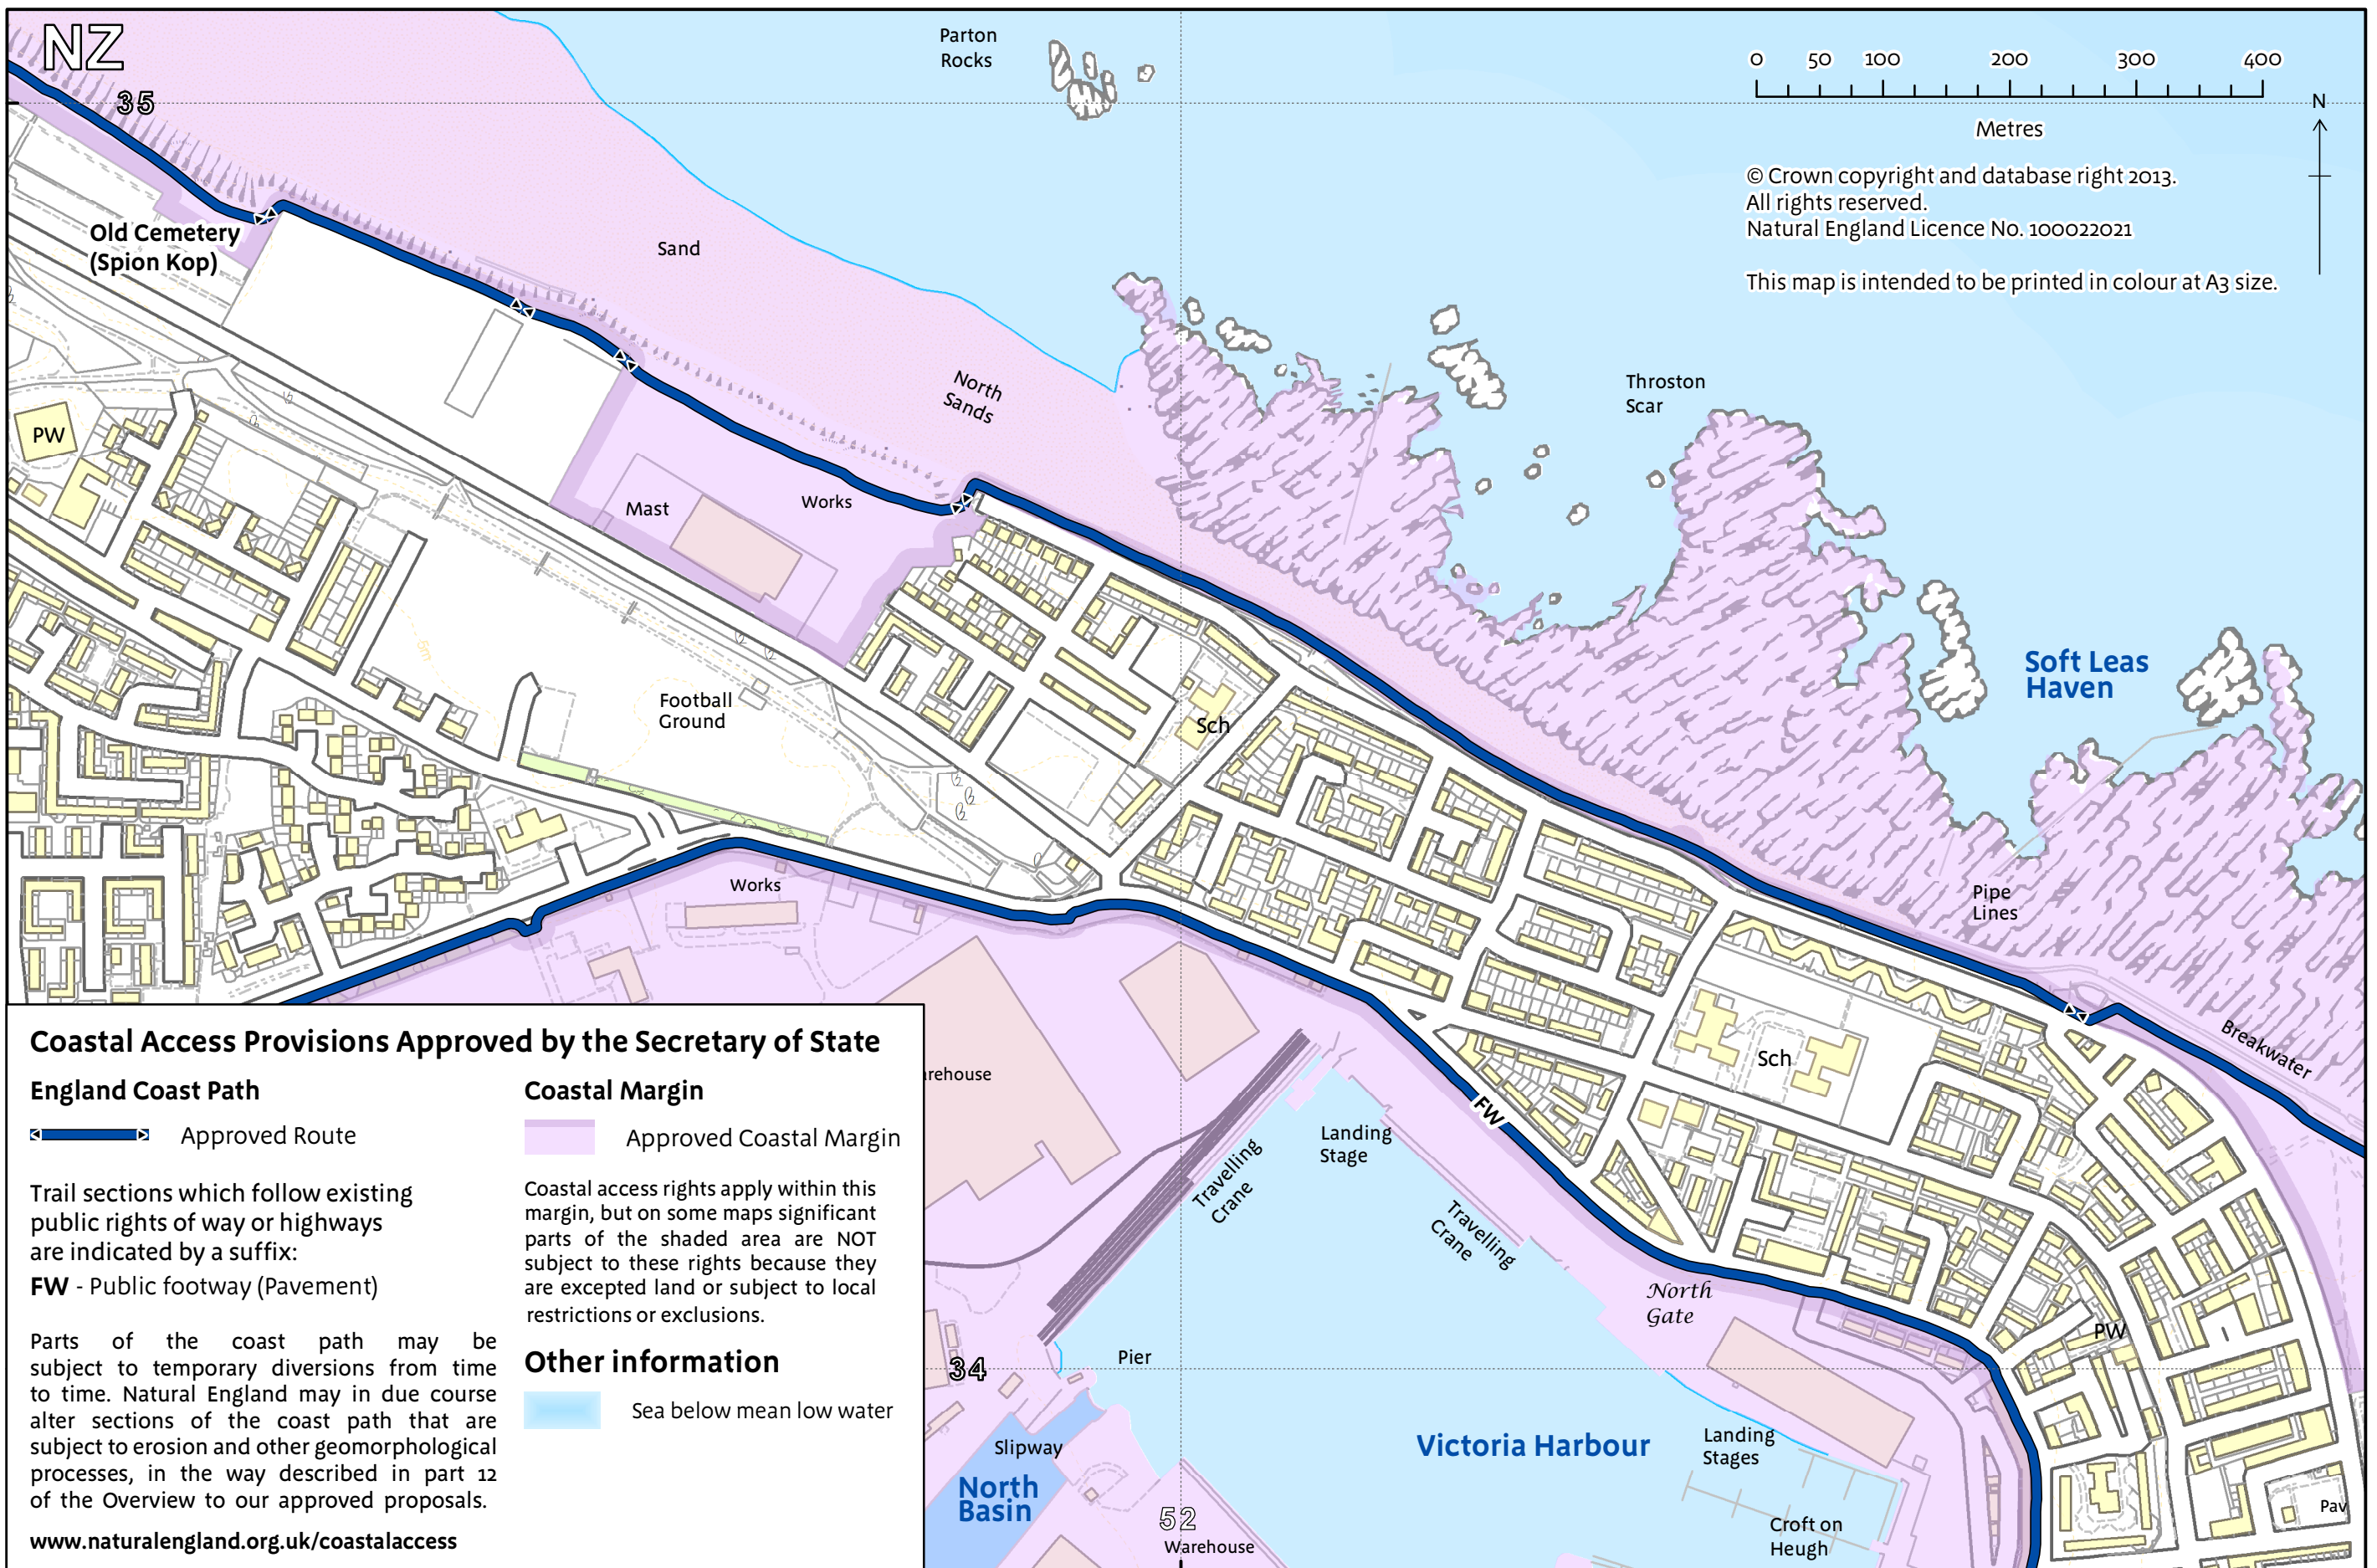 NZ
35
Parton
Rocks
0 50 100 200 300 400
Metres
N
© Crown copyright and database right 2013.
All rights reserved.
Natural England Licence No. 100022021
This map is intended to be printed in colour at A3 size.
Old Cemetery
(Spion Kop)
Sand
North
Sands
Throston
Scar
PW
Mast
Works
Soft Leas
Haven
6m
Football
Ground
Sch
Works
Pipe
Lines
Breakwater
Sch
FW
Landing
Stage
Travelling
Crane
Travelling
Crane
North
Gate
PW
34
Pier
Slipway
North
Basin
Victoria Harbour
Landing
Stages
Croft on
Heugh
Pav
52
Warehouse
Coastal Access Provisions Approved by the Secretary of State
England Coast Path
Approved Route
Trail sections which follow existing
public rights of way or highways
are indicated by a suffix:
FW - Public footway (Pavement)
Parts of the coast path may be
subject to temporary diversions from time
to time. Natural England may in due course
alter sections of the coast path that are
subject to erosion and other geomorphological
processes, in the way described in part 12
of the Overview to our approved proposals.
www.naturalengland.org.uk/coastalaccess
Coastal Margin
Approved Coastal Margin
Coastal access rights apply within this
margin, but on some maps significant
parts of the shaded area are NOT
subject to these rights because they
are excepted land or subject to local
restrictions or exclusions.
Other information
Sea below mean low water